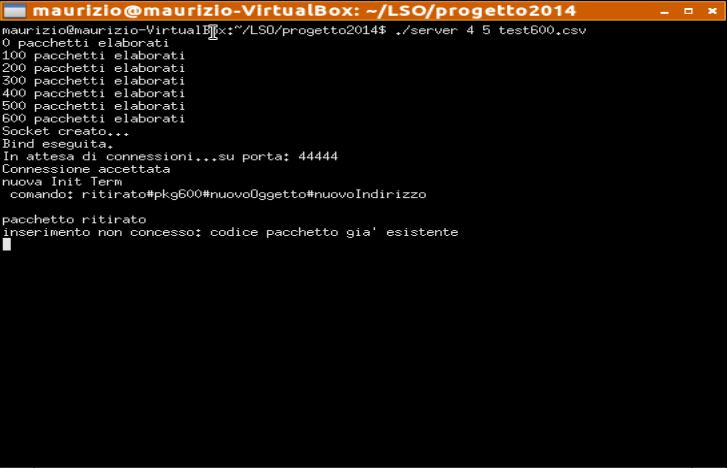 maurizio@maurizio-VirtualBox: ~/LSO/progetto2014
maurizio@maurizio-VirtualBox:~/LSO/progetto2014$ ./server 4 5 test600.csv
0 pacchetti elaborati
100 pacchetti elaborati
200 pacchetti elaborati
300 pacchetti elaborati
400 pacchetti elaborati
500 pacchetti elaborati
600 pacchetti elaborati
Socket creato...
Bind eseguita.
In attesa di connessioni...su porta: 44444
Connessione accettata
nuova Init Term
comando: ritirato#pkg600#nuovoOggetto#nuovoIndirizzo
pacchetto ritirato
inserimento non concesso: codice pacchetto gia' esistente